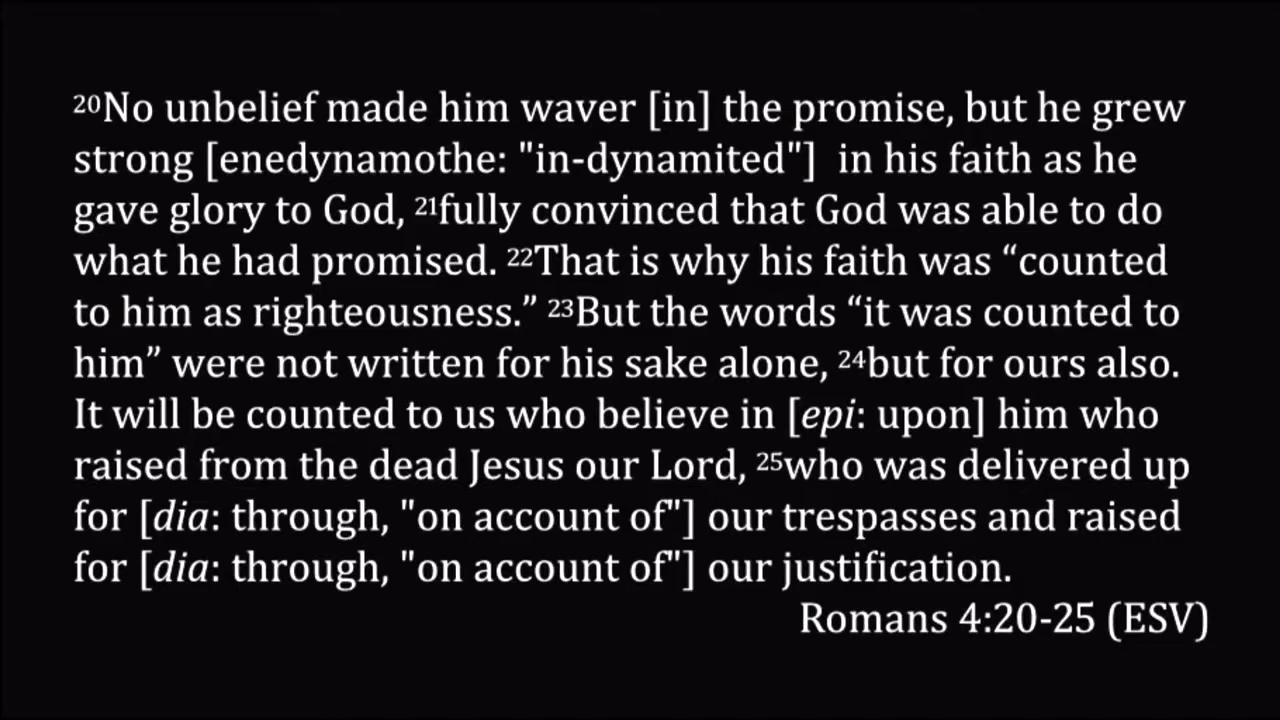 ²⁰No unbelief made him waver [in] the promise, but he grew
strong [enedynamothe: "in-dynamited"]  in his faith as he
gave glory to God, ²¹fully convinced that God was able to do
what he had promised. ²²That is why his faith was “counted
to him as righteousness.” ²³But the words “it was counted to
him” were not written for his sake alone, ²⁴but for ours also.
It will be counted to us who believe in [epi: upon] him who
raised from the dead Jesus our Lord, ²⁵who was delivered up
for [dia: through, "on account of"] our trespasses and raised
for [dia: through, "on account of"] our justification.
Romans 4:20-25 (ESV)